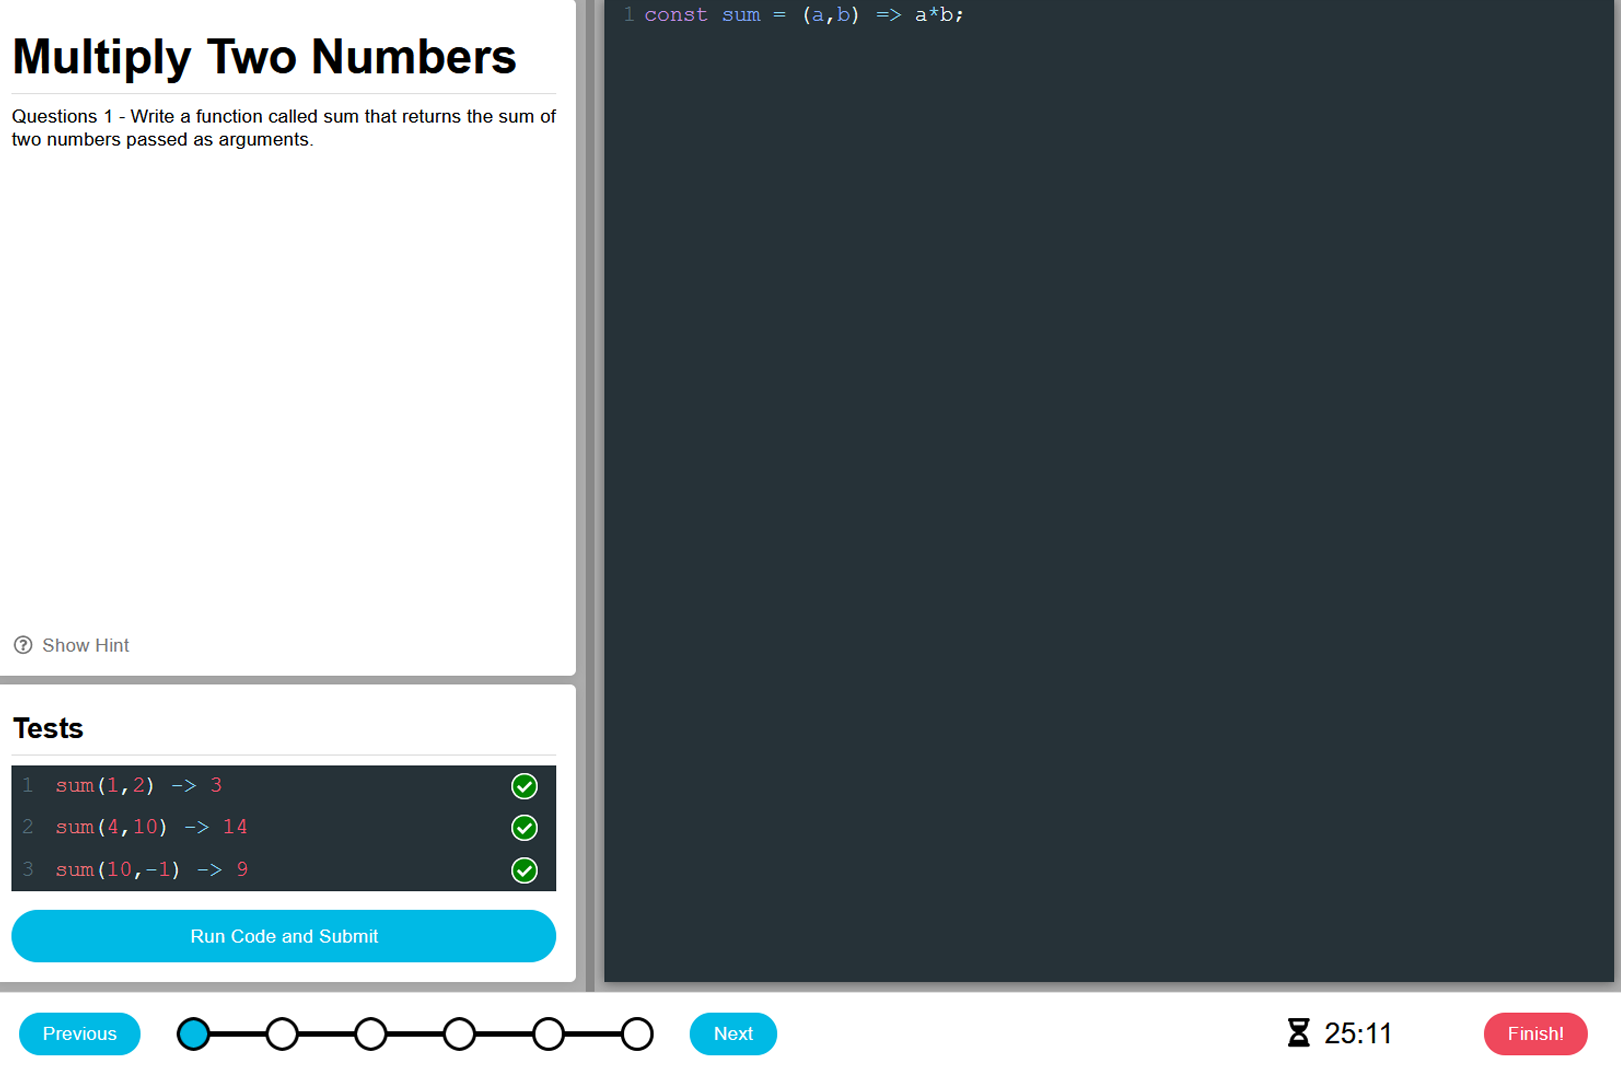 Multiply Two Numbers
Questions 1 - Write a function called sum that returns the sum of
two numbers passed as arguments.
Show Hint
Tests
1 sum(1,2) -> 3
2 sum(4,10) -> 14
3 sum(10,-1) -> 9
Run Code and Submit
1 const sum = (a,b) => a*b;
Previous
Next
25:11
Finish!